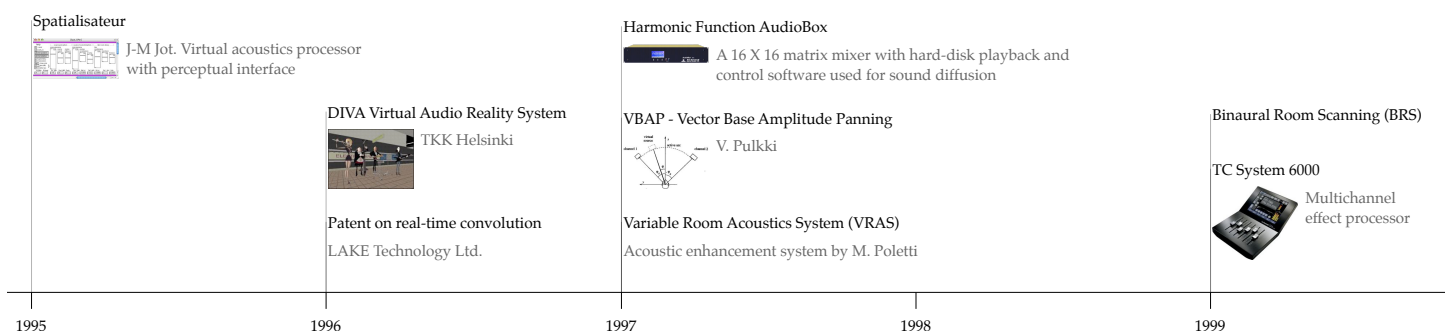 Spatialisateur
J-M Jot. Virtual acoustics processor
with perceptual interface
DIVA Virtual Audio Reality System
TKK Helsinki
Patent on real-time convolution
LAKE Technology Ltd.
Harmonic Function AudioBox
A 16 X 16 matrix mixer with hard-disk playback and
control software used for sound diffusion
VBAP - Vector Base Amplitude Panning
V. Pulkki
Variable Room Acoustics System (VRAS)
Acoustic enhancement system by M. Poletti
Binaural Room Scanning (BRS)
TC System 6000
Multichannel
effect processor
1995
1996
1997
1998
1999